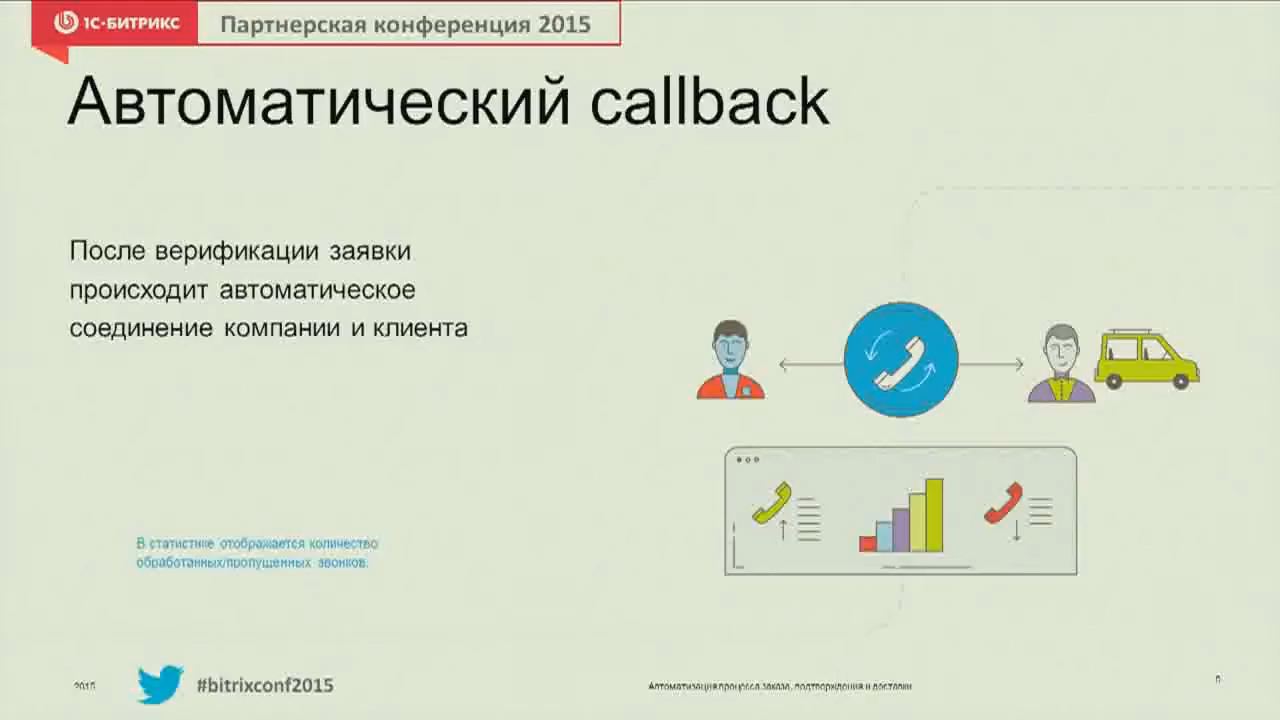 1С-БИТРИКС Партнерская конференция 2015
Автоматический callback
После верификации заявки
происходит автоматическое
соединение компании и клиента
В статистике отображается количество
обработанных/пропущенных звонков.
2015
#bitrixconf2015
Автоматизация процесса заказа, подтверждения и доставки